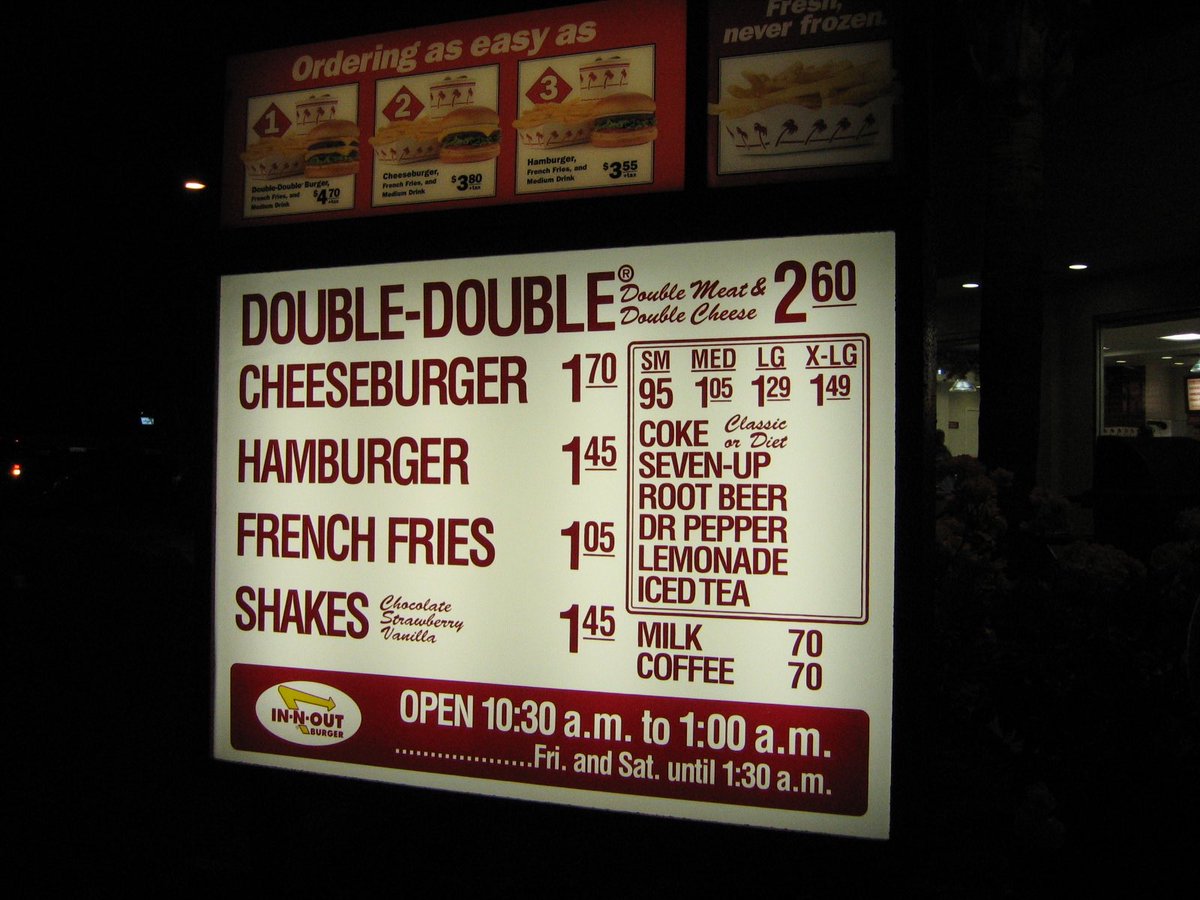 Ordering as easy as
1
Double-Double Burger,
French Fries, and
Medium Drink
$4.70
+tax
2
Cheeseburger,
French Fries, and
Medium Drink
$3.80
+tax
3
Hamburger,
French Fries, and
Medium Drink
$3.55
+tax
Fresh,
never frozen.
DOUBLE-DOUBLE® Double Meat & Double Cheese 2 60
CHEESEBURGER 1 70
HAMBURGER 1 45
FRENCH FRIES 1 05
SHAKES Chocolate Strawberry Vanilla 1 45
SM MED LG X-LG
95 1 05 1 29 1 49
COKE Classic or Diet
SEVEN-UP
ROOT BEER
DR PEPPER
LEMONADE
ICED TEA
MILK 70
COFFEE 70
IN-N-OUT
BURGER
OPEN 10:30 a.m. to 1:00 a.m.
...................Fri. and Sat. until 1:30 a.m.